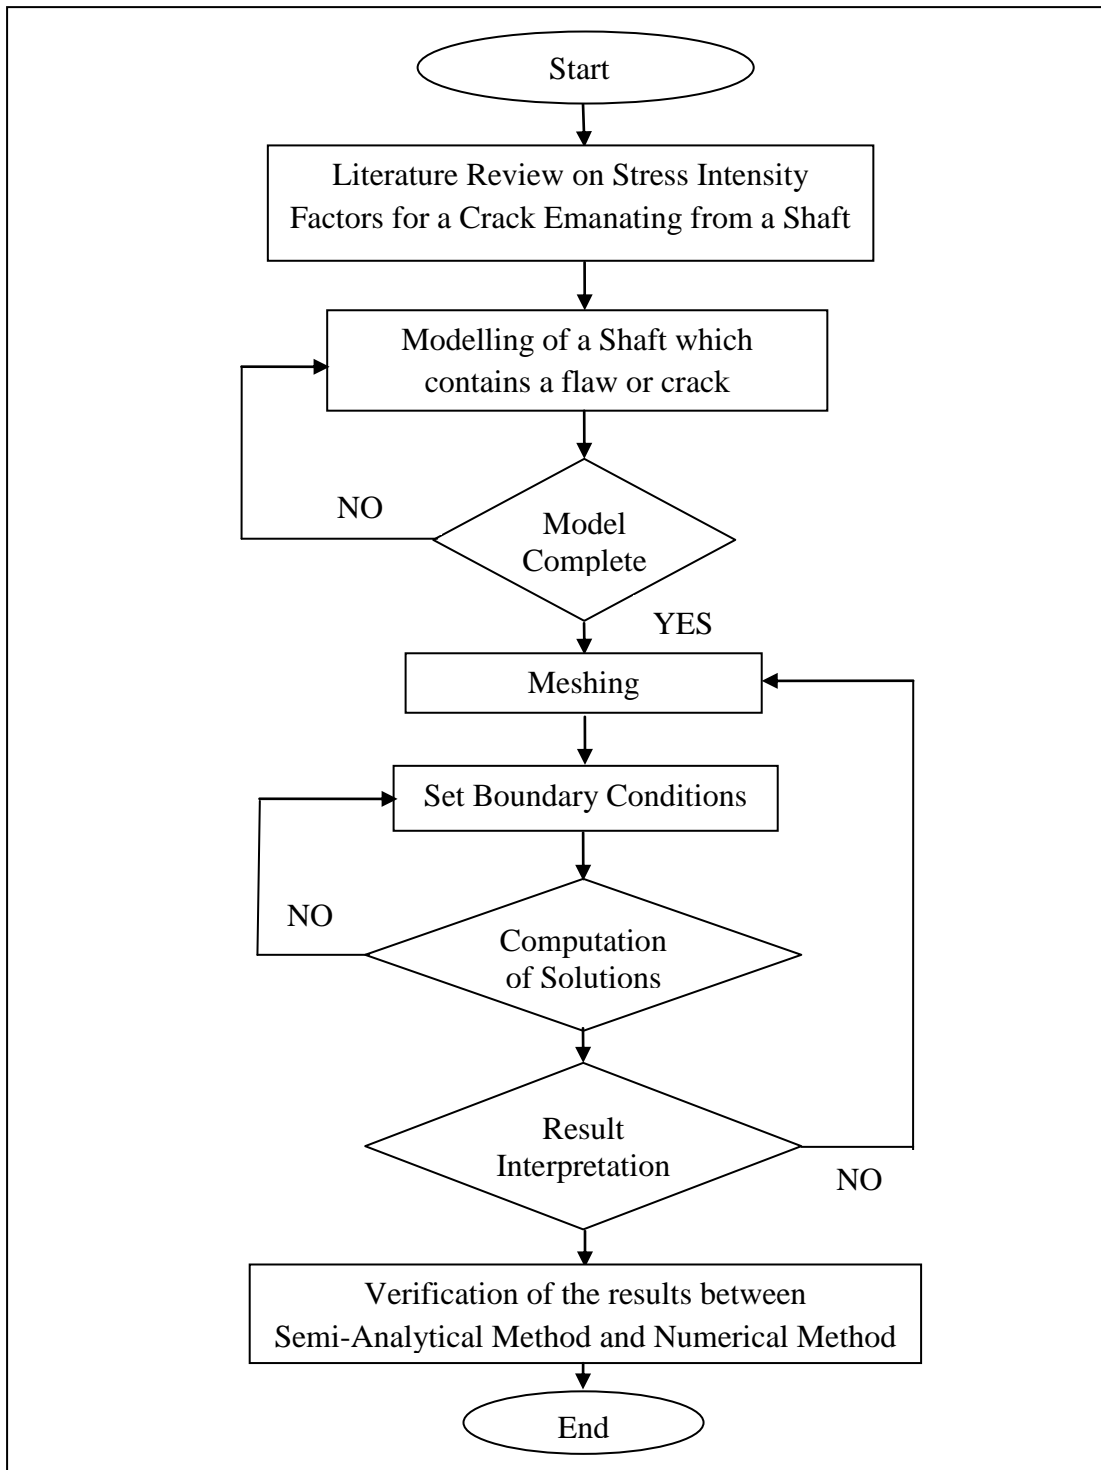 Start
Literature Review on Stress Intensity
Factors for a Crack Emanating from a Shaft
Modelling of a Shaft which
contains a flaw or crack
NO
Model
Complete
YES
Meshing
Set Boundary Conditions
NO
Computation
of Solutions
Result
Interpretation
NO
Verification of the results between
Semi-Analytical Method and Numerical Method
End